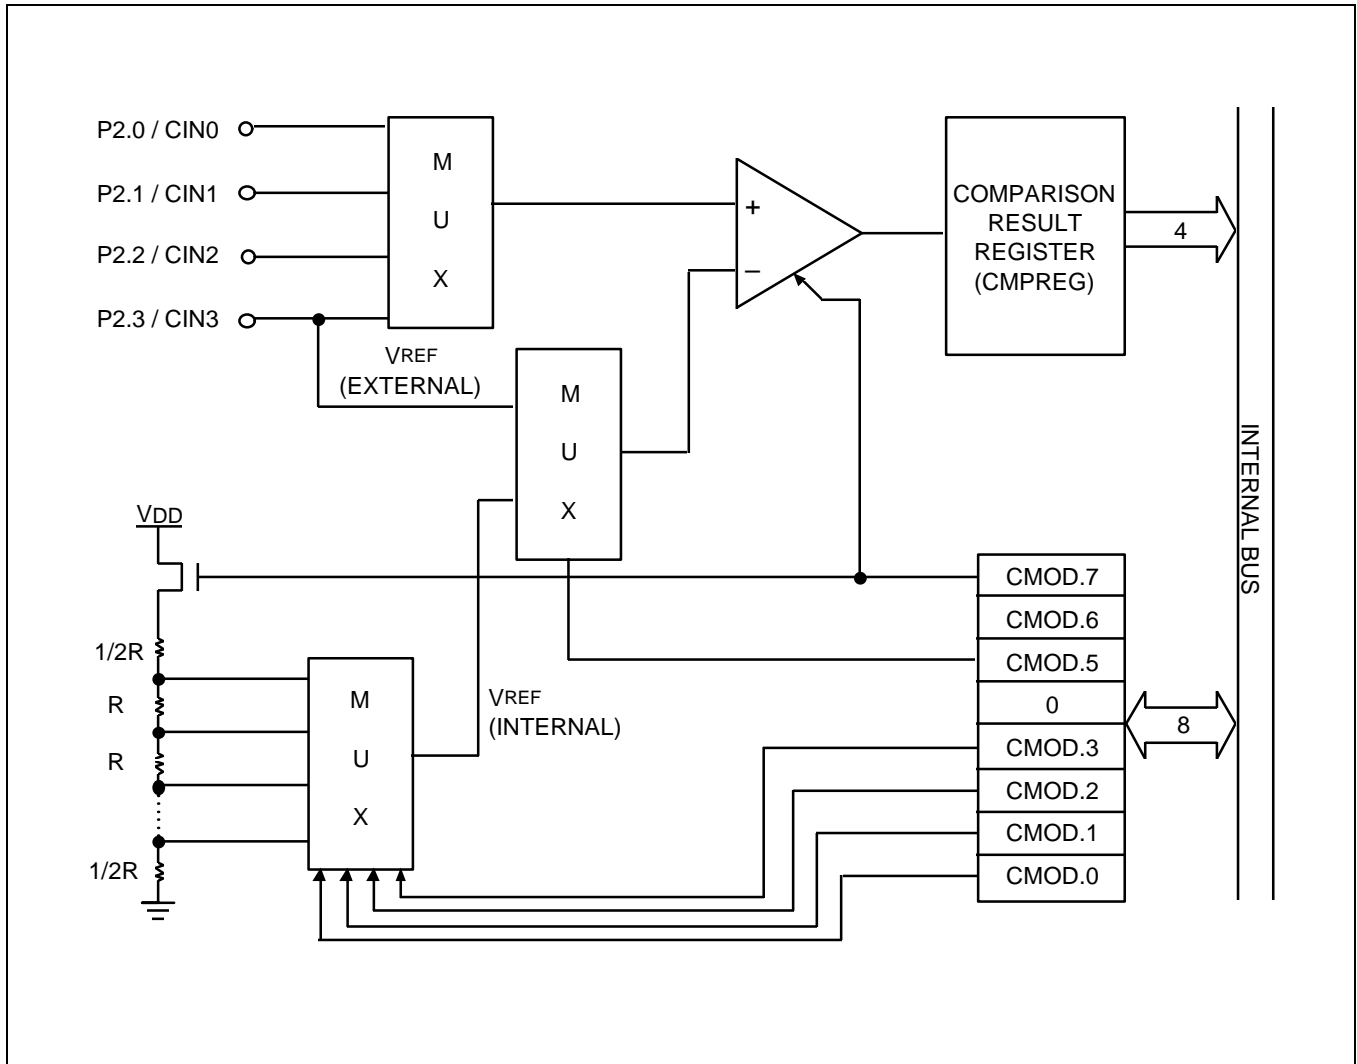 P2.0 / CIN0
P2.1 / CIN1
P2.2 / CIN2
P2.3 / CIN3
M
U
X
+
–
COMPARISON
RESULT
REGISTER
(CMPREG)
4
VREF
(EXTERNAL)
M
U
X
INTERNAL BUS
VDD
1/2R
R
R
1/2R
M
U
X
VREF
(INTERNAL)
CMOD.7
CMOD.6
CMOD.5
0
CMOD.3
CMOD.2
CMOD.1
CMOD.0
8